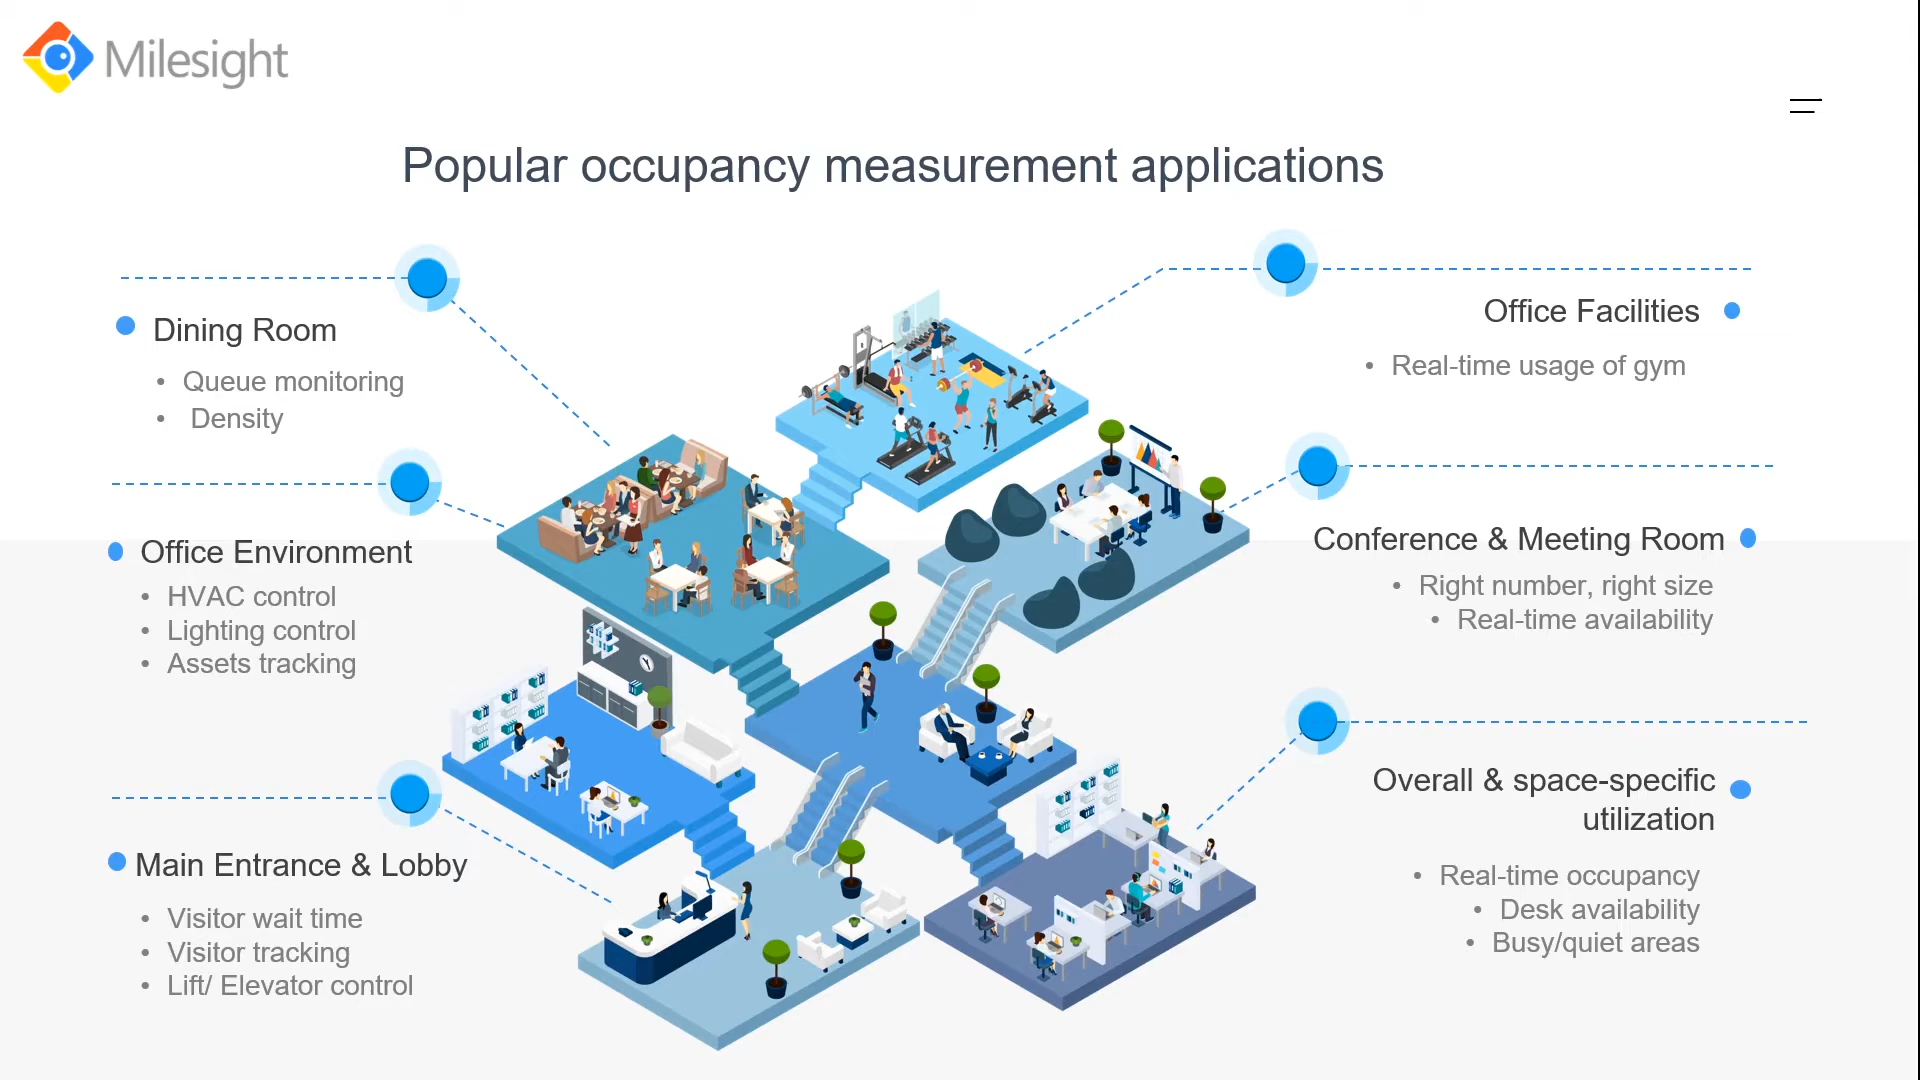 Milesight
Popular occupancy measurement applications
Dining Room
• Queue monitoring
• Density
Office Environment
• HVAC control
• Lighting control
• Assets tracking
Main Entrance & Lobby
• Visitor wait time
• Visitor tracking
• Lift/ Elevator control
Office Facilities
• Real-time usage of gym
Conference & Meeting Room
• Right number, right size
• Real-time availability
Overall & space-specific
utilization
• Real-time occupancy
• Desk availability
• Busy/quiet areas